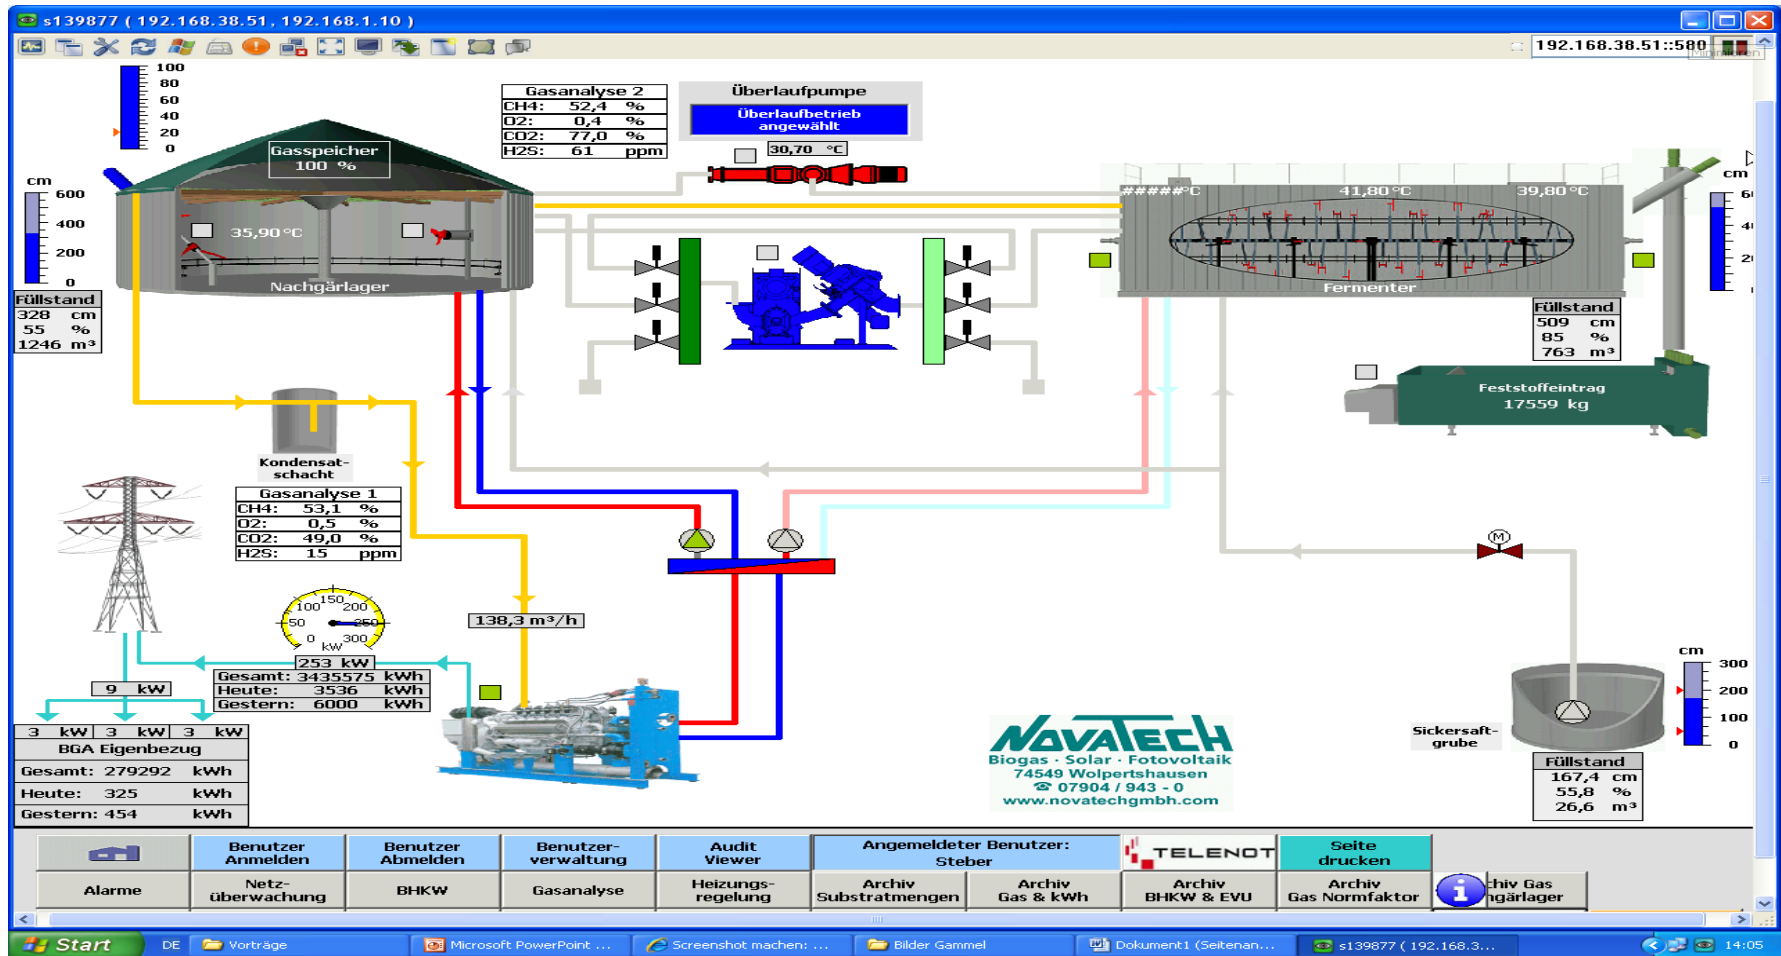 s139877 ( 192.168.38.51, 192.168.1.10 )
192.168.38.51::580
100
80
60
40
20
0
Gasspeicher
100 %
cm
600
400
200
0
35,90°C
Nachgärlager
Füllstand
328 cm
55 %
1246 m³
Gasanalyse 2
CH4: 52,4 %
O2: 0,4 %
CO2: 77,0 %
H2S: 61 ppm
Überlaufpumpe
Überlaufbetrieb
angewählt
30,70 °C
#####°C 41,80°C 39,80°C
Fermenter
cm
Füllstand
509 cm
85 %
763 m³
Feststoffeintrag
17559 kg
Kondensat-
schacht
Gasanalyse 1
CH4: 53,1 %
O2: 0,5 %
CO2: 49,0 %
H2S: 15 ppm
0 50 100 150 200 250 300
kW
138,3 m³/h
253 kW
Gesamt: 3435575 kWh
Heute: 3536 kWh
Gestern: 6000 kWh
9 kW
3 kW 3 kW 3 kW
BGA Eigenbezug
Gesamt: 279292 kWh
Heute: 325 kWh
Gestern: 454 kWh
M
NOVATECH
Biogas · Solar · Fotovoltaik
74549 Wolpertshausen
☎ 07904 / 943 - 0
www.novatechgmbh.com
Sickersaft-
grube
cm
300
200
100
0
Füllstand
167,4 cm
55,8 %
26,6 m³
Benutzer
Anmelden
Benutzer
Abmelden
Benutzer-
verwaltung
Audit
Viewer
Angemeldeter Benutzer:
Steber
TELENOT
Seite
drucken
Alarme
Netz-
überwachung
BHKW
Gasanalyse
Heizungs-
regelung
Archiv
Substratmengen
Archiv
Gas & kWh
Archiv
BHKW & EVU
Archiv
Gas Normfaktor
i
chiv Gas
ngärlager
Start DE Vorträge Microsoft PowerPoint ... Screenshot machen: ... Bilder Gammel Dokument1 (Seitenan... s139877 ( 192.168.3... 14:05